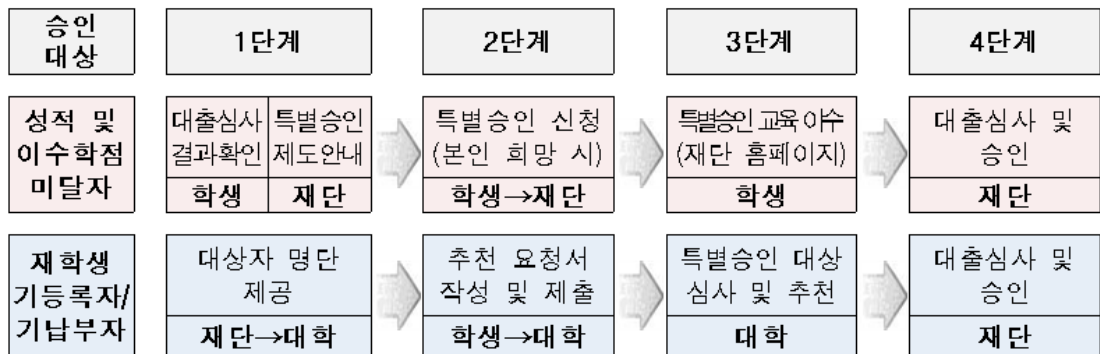 승인
대상
1단계
2단계
3단계
4단계
성적 및
이수학점
미달자
대출심사
결과확인
학생
특별승인
제도안내
재단
특별승인 신청
(본인 희망 시)
학생→재단
특별승인 교육 이수
(재단 홈페이지)
학생
대출심사 및
승인
재단
재학생
기등록자/
기납부자
대상자 명단
제공
재단→대학
추천 요청서
작성 및 제출
학생→대학
특별승인 대상
심사 및 추천
대학
대출심사 및
승인
재단